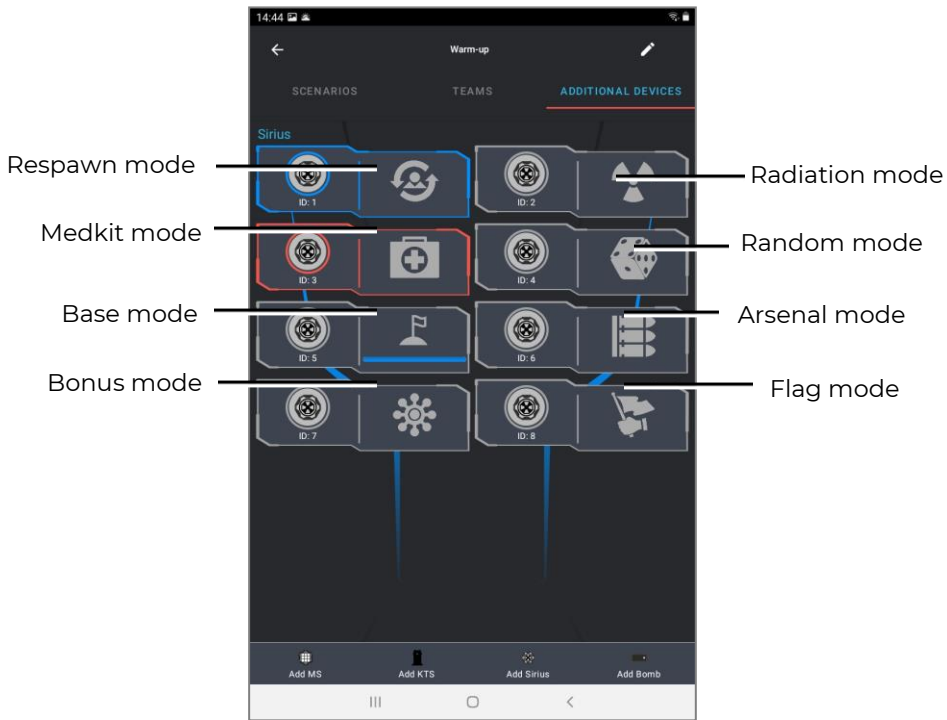 14:44
Warm-up
SCENARIOS TEAMS ADDITIONAL DEVICES
Sirius
Respawn mode
ID: 1
ID: 2
Radiation mode
Medkit mode
ID: 3
ID: 4
Random mode
Base mode
ID: 5
ID: 6
Arsenal mode
Bonus mode
ID: 7
ID: 8
Flag mode
Add MS Add KTS Add Sirius Add Bomb